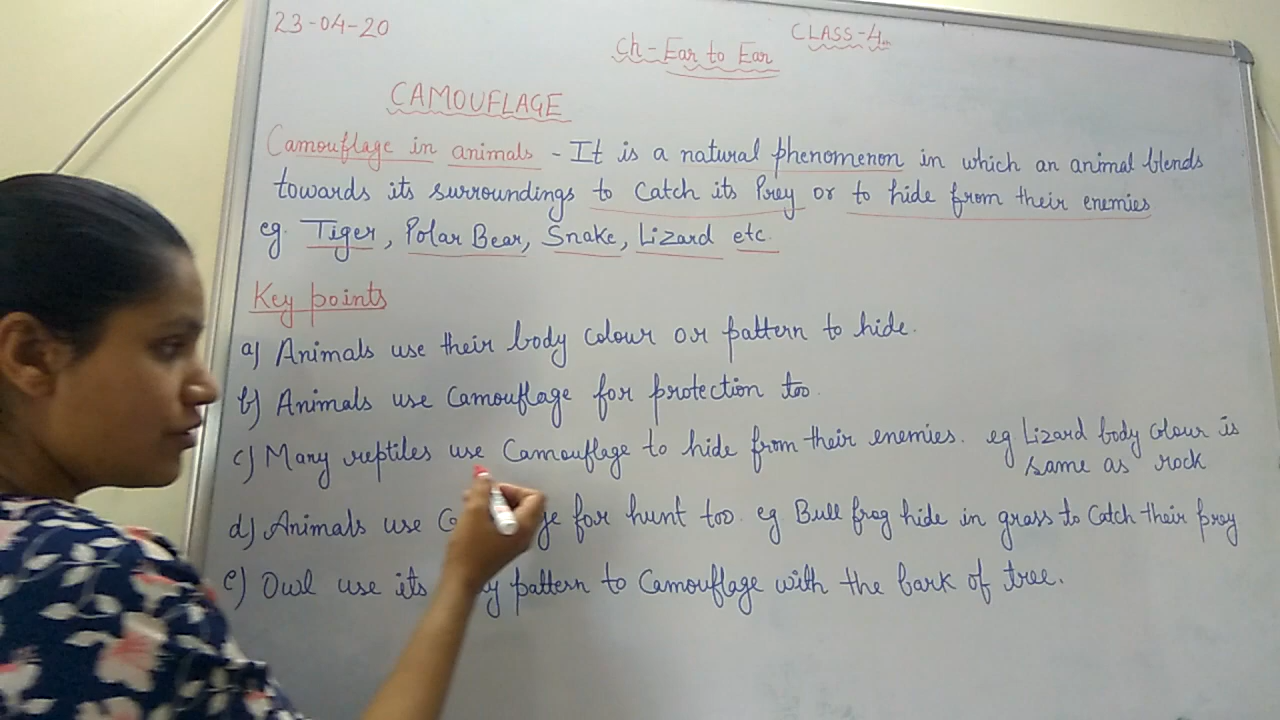 23-04-20
CLASS-4
Ch-Ear to Ear
CAMOUFLAGE
Camouflage in animals - It is a natural phenomenon in which an animal blends
towards its surroundings to Catch its Prey or to hide from their enemies
eg. Tiger, Polar Bear, Snake, Lizard etc.
Key points
a) Animals use their body colour or pattern to hide.
b) Animals use Camouflage for protection too.
c) Many reptiles use Camouflage to hide from their enemies. eg Lizard body colour is
same as rock
d) Animals use for hunt too. eg Bull frog hide in grass to Catch their prey
e) Owl use its pattern to Camouflage with the bark of tree.